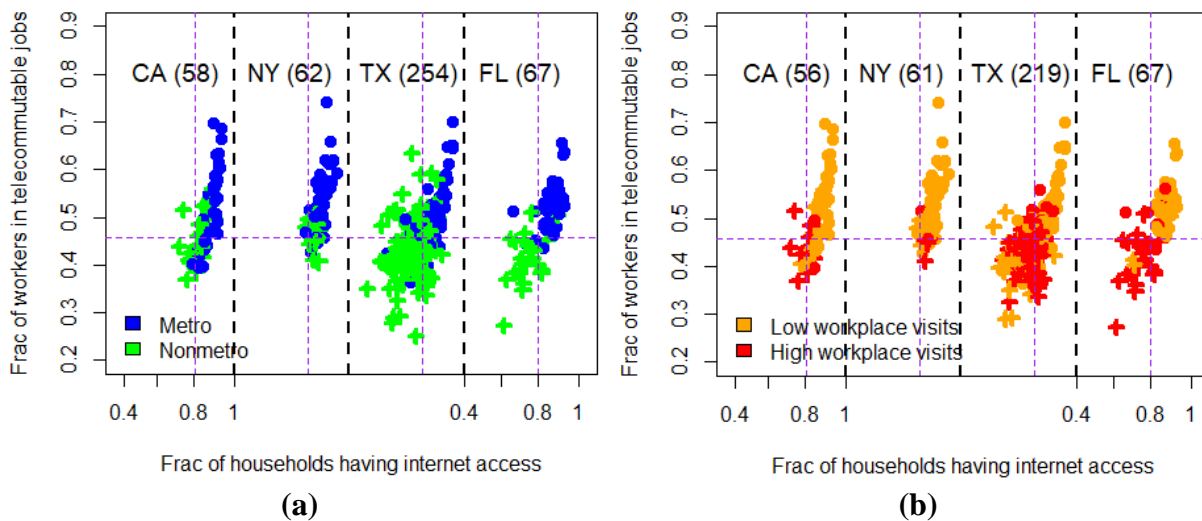 Frac of workers in telecommutable jobs
0.2 0.3 0.4 0.5 0.6 0.7 0.8 0.9
CA (58) NY (62) TX (254) FL (67)
Metro
Nonmetro
0.4 0.8 1 0.4 0.8 1
Frac of households having internet access
(a)
Frac of workers in telecommutable jobs
0.2 0.3 0.4 0.5 0.6 0.7 0.8 0.9
CA (56) NY (61) TX (219) FL (67)
Low workplace visits
High workplace visits
0.4 0.8 1 0.4 0.8 1
Frac of households having internet access
(b)